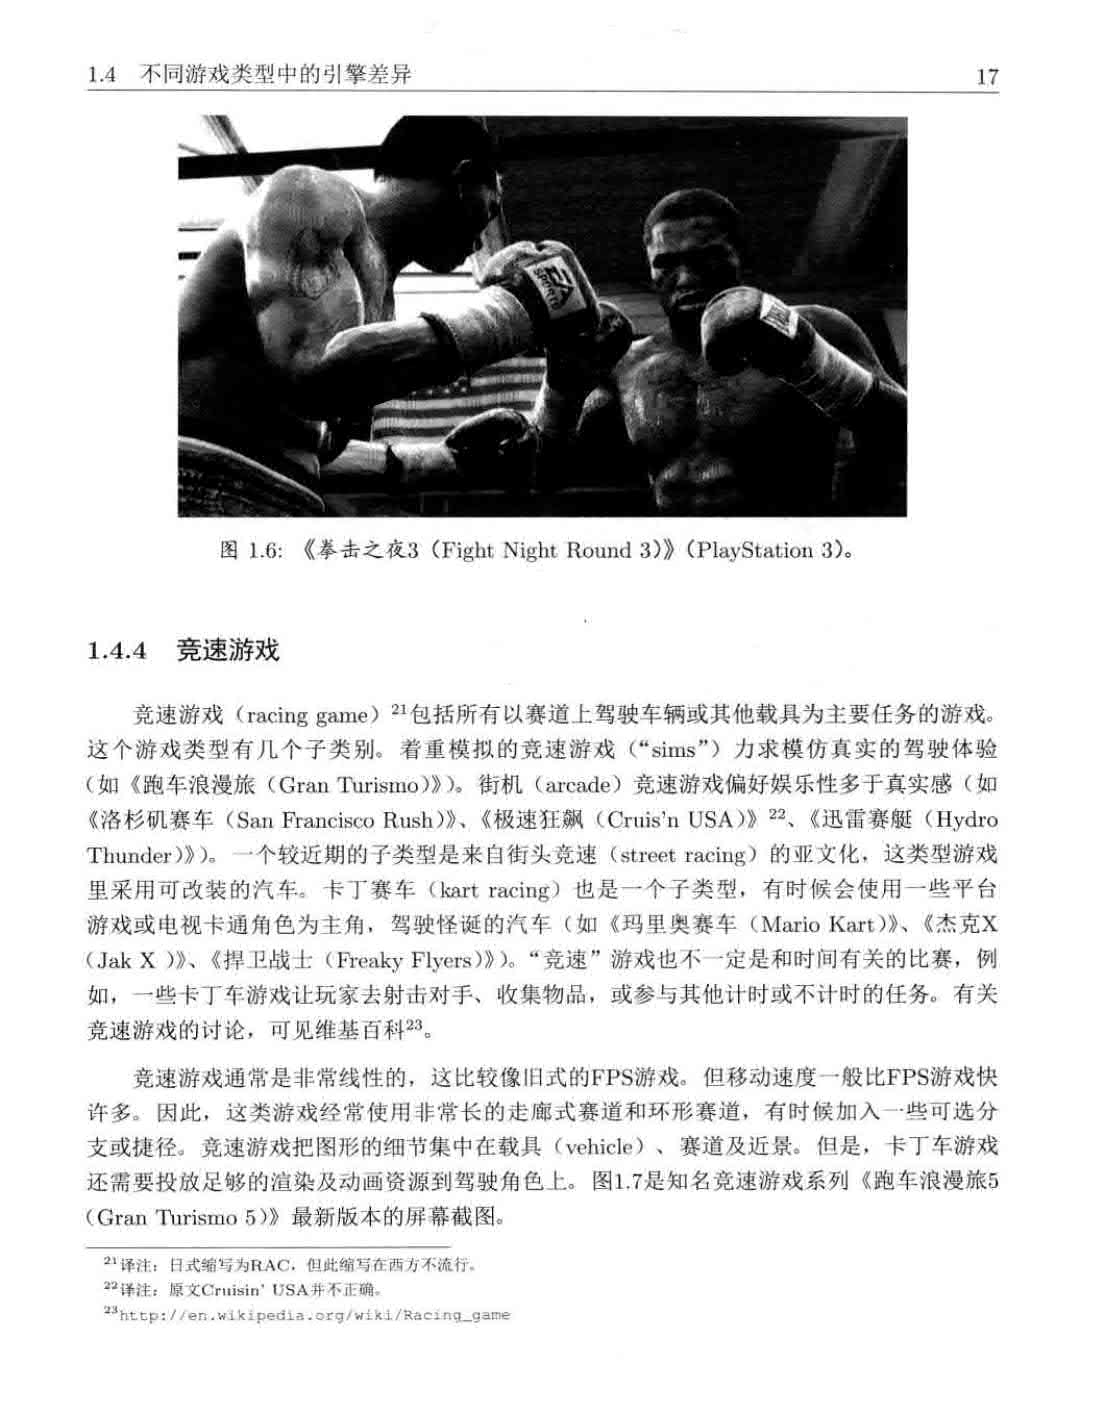 1.4 不同游戏类型中的引擎差异 17
EA
SPORTS
图 1.6: 《拳击之夜3（Fight Night Round 3）》（PlayStation 3）。
1.4.4 竞速游戏
竞速游戏（racing game）21包括所有以赛道上驾驶车辆或其他载具为主要任务的游戏。
这个游戏类型有几个子类别。着重模拟的竞速游戏（“sims”）力求模仿真实的驾驶体验
（如《跑车浪漫旅（Gran Turismo）》）。街机（arcade）竞速游戏偏好娱乐性多于真实感（如
《洛杉矶赛车（San Francisco Rush）》、《极速狂飙（Cruis'n USA）》22、《迅雷赛艇（Hydro
Thunder）》）。一个较近期的子类型是来自街头竞速（street racing）的亚文化，这类型游戏
里采用可改装的汽车。卡丁赛车（kart racing）也是一个子类型，有时候会使用一些平台
游戏或电视卡通角色为主角，驾驶怪诞的汽车（如《玛里奥赛车（Mario Kart）》、《杰克X
（Jak X ）》、《捍卫战士（Freaky Flyers）》）。“竞速”游戏也不一定是和时间有关的比赛，例
如，一些卡丁车游戏让玩家去射击对手、收集物品，或参与其他计时或不计时的任务。有关
竞速游戏的讨论，可见维基百科23。
竞速游戏通常是非常线性的，这比较像旧式的FPS游戏。但移动速度一般比FPS游戏快
许多。因此，这类游戏经常使用非常长的走廊式赛道和环形赛道，有时候加入一些可选分
支或捷径。竞速游戏把图形的细节集中在载具（vehicle）、赛道及近景。但是，卡丁车游戏
还需要投放足够的渲染及动画资源到驾驶角色上。图1.7是知名竞速游戏系列《跑车浪漫旅5
（Gran Turismo 5）》最新版本的屏幕截图。
21译注：日式缩写为RAC，但此缩写在西方不流行。
22译注：原文Cruisin' USA并不正确。
23http://en.wikipedia.org/wiki/Racing_game